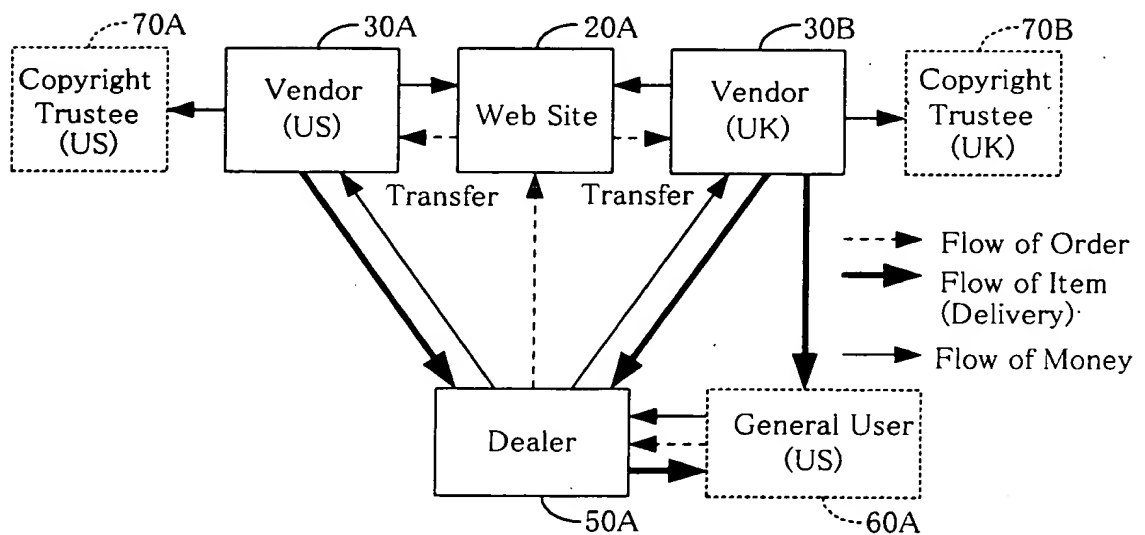 70A
30A
20A
30B
70B
Copyright
Trustee
(US)
Vendor
(US)
Web Site
Vendor
(UK)
Copyright
Trustee
(UK)
Transfer
Transfer
Flow of Order
Flow of Item
(Delivery)
Flow of Money
Dealer
General User
(US)
50A
60A